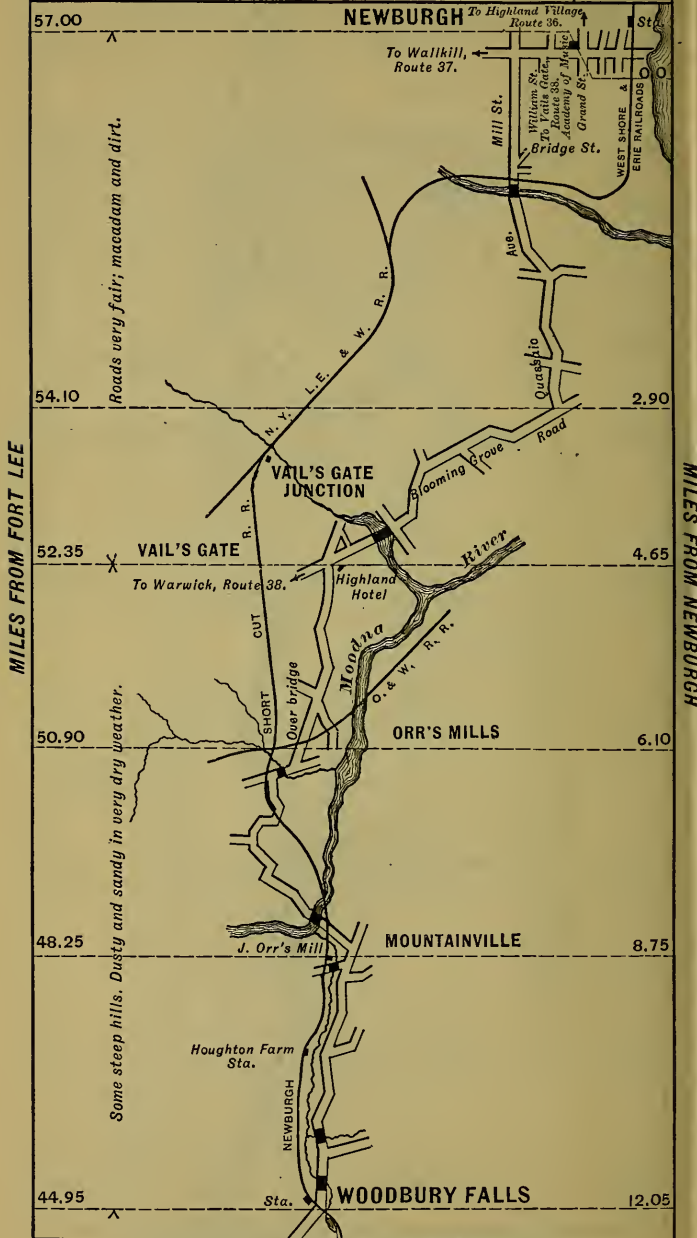 57.00
NEWBURGH
To Highland Village,
Route 36.
Sta.
To Wallkill,
Route 37.
Mill St.
William St.
To Vails Gate,
Route 38.
Academy of Music
Grand St.
Bridge St.
WEST SHORE &
ERIE RAILROADS
Ave.
Quassaio
Roads very fair; macadam and dirt.
N.Y. L.E. & W. R. R.
54.10
2.90
Blooming Grove Road
VAIL'S GATE
JUNCTION
MILES FROM FORT LEE
MILES FROM NEWBURGH
52.35
VAIL'S GATE
4.65
To Warwick, Route 38.
Highland
Hotel
Moodna River
O. & W. R. R.
Over bridge
50.90
ORR'S MILLS
6.10
Some steep hills. Dusty and sandy in very dry weather.
48.25
J. Orr's Mill
MOUNTAINVILLE
8.75
Houghton Farm
Sta.
NEWBURGH SHORT CUT R. R.
44.95
Sta.
WOODBURY FALLS
12.05